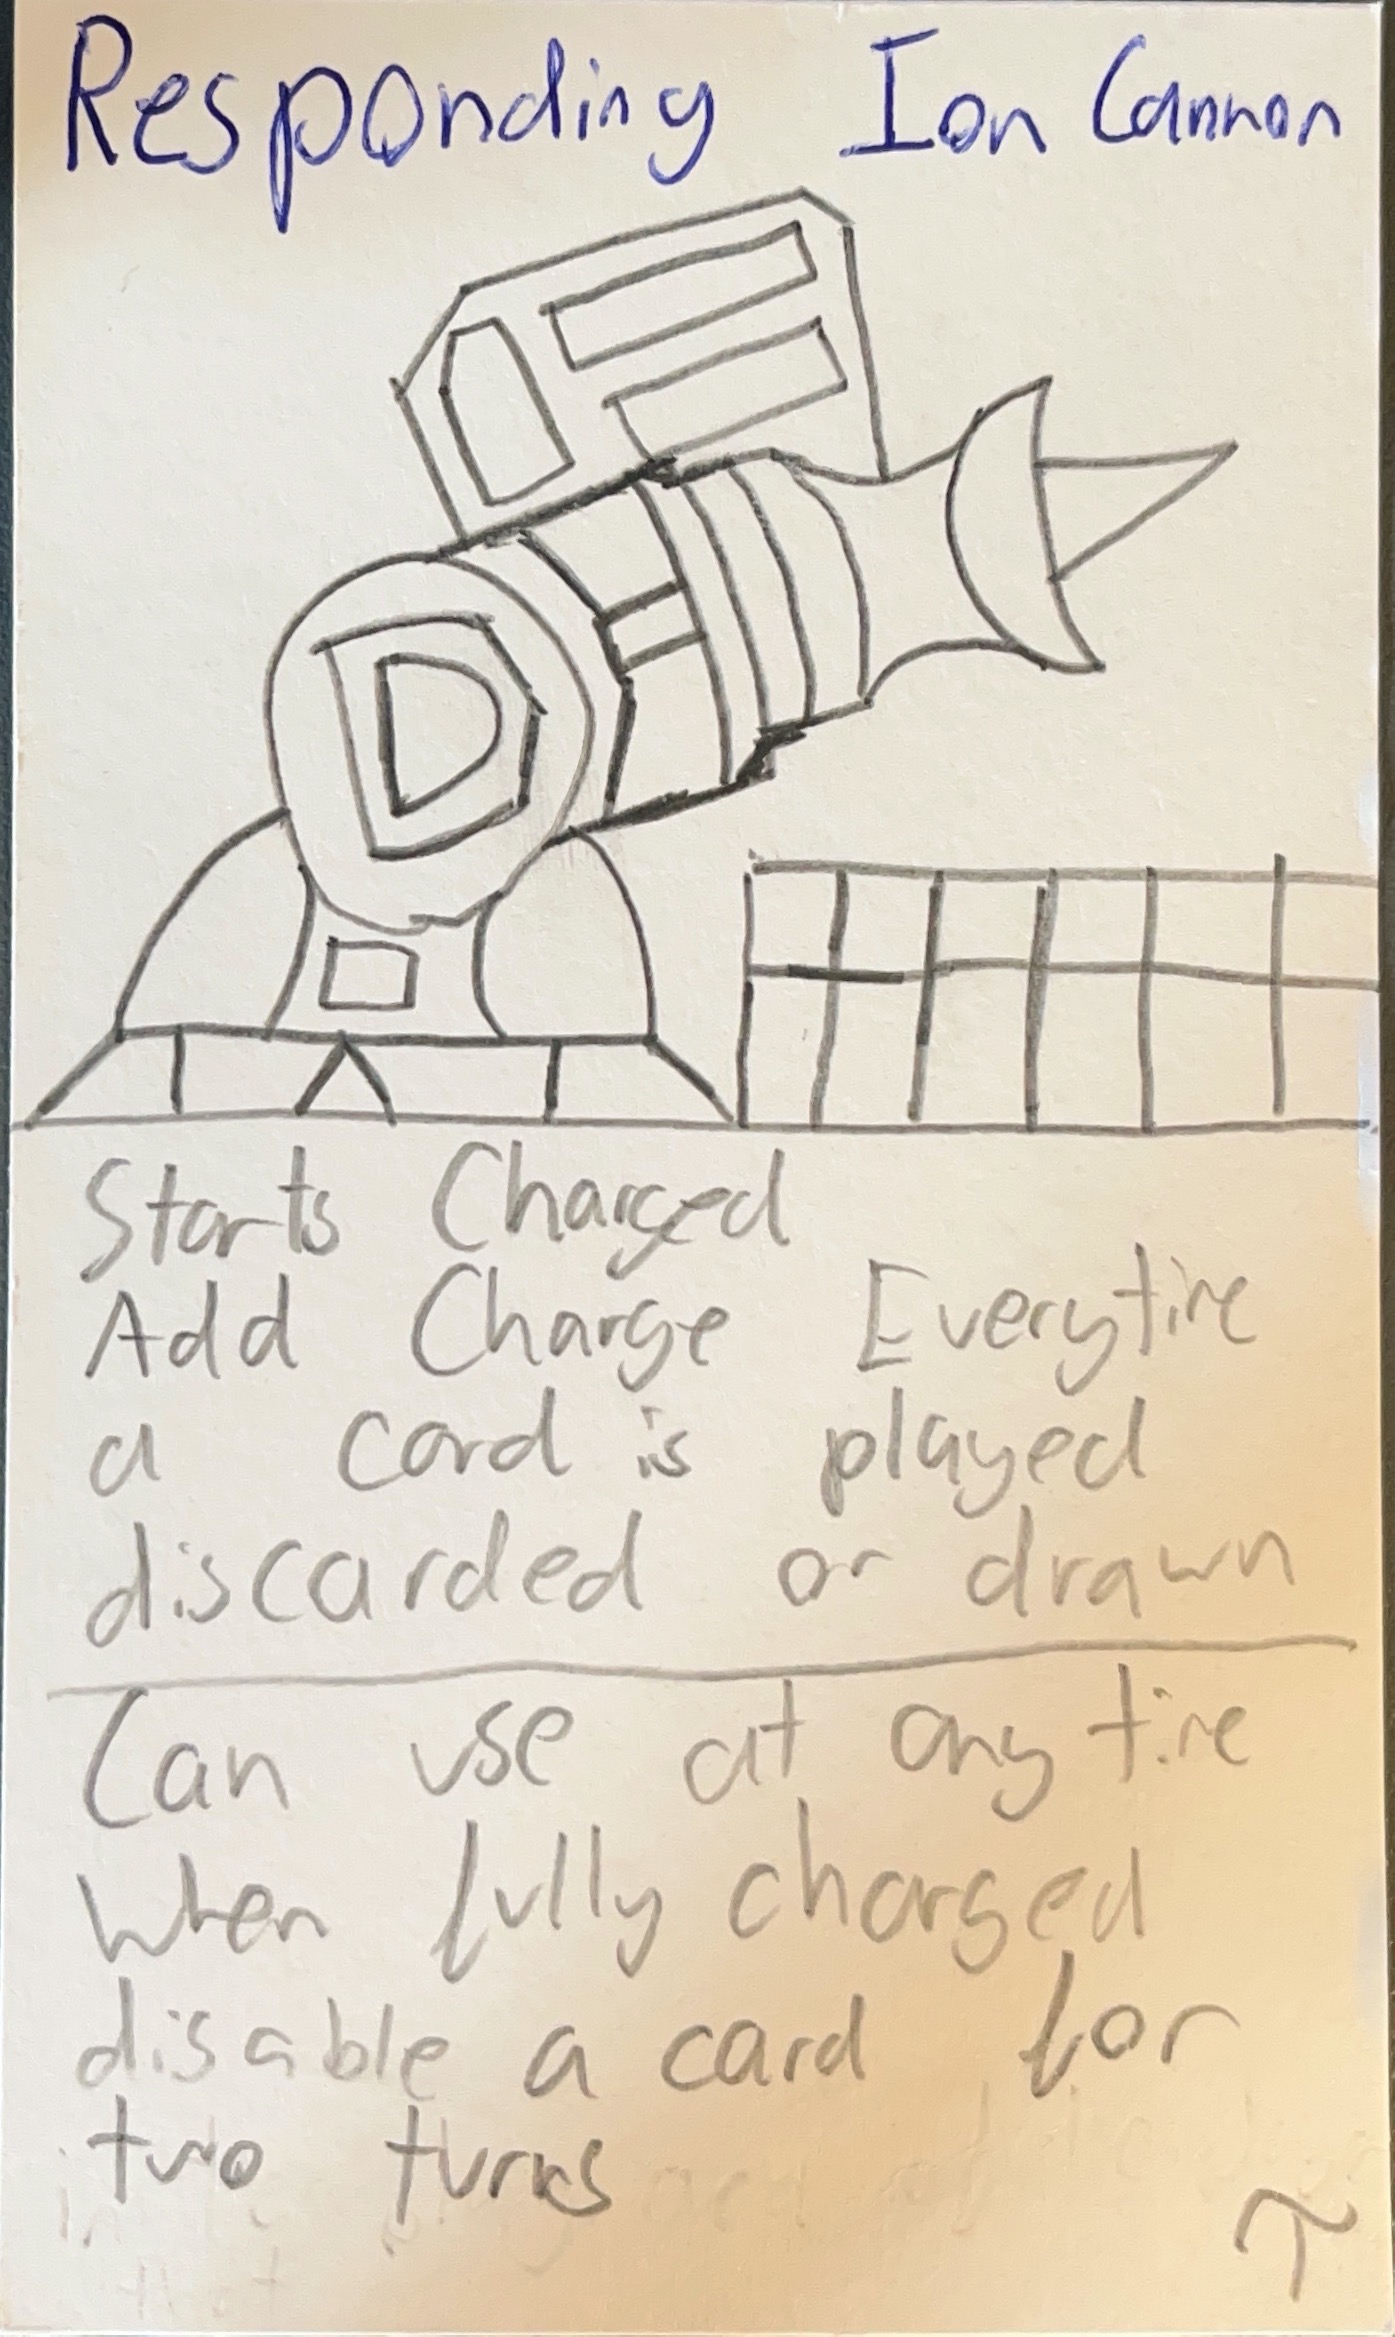 Responding Ion Cannon
Starts Charged
Add Charge Everytime
a card is played
discarded or drawn
Can use at any time
when fully charged
disable a card for
two turns
T